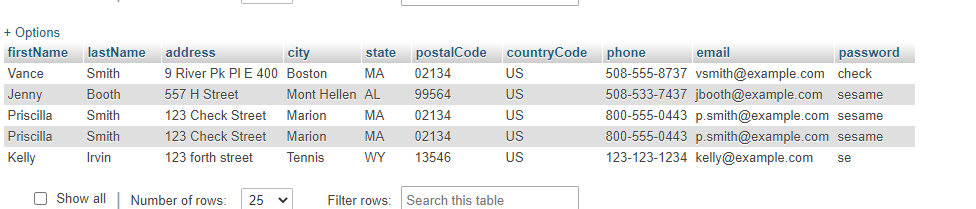 + Options
firstName lastName address city state postalCode countryCode phone email password
Vance Smith 9 River Pk Pl E 400 Boston MA 02134 US 508-555-8737 vsmith@example.com check
Jenny Booth 557 H Street Mont Hellen AL 99564 US 508-533-7437 jbooth@example.com sesame
Priscilla Smith 123 Check Street Marion MA 02134 US 800-555-0443 p.smith@example.com sesame
Priscilla Smith 123 Check Street Marion MA 02134 US 800-555-0443 p.smith@example.com sesame
Kelly Irvin 123 forth street Tennis WY 13546 US 123-123-1234 kelly@example.com se
Show all Number of rows: 25 Filter rows: Search this table